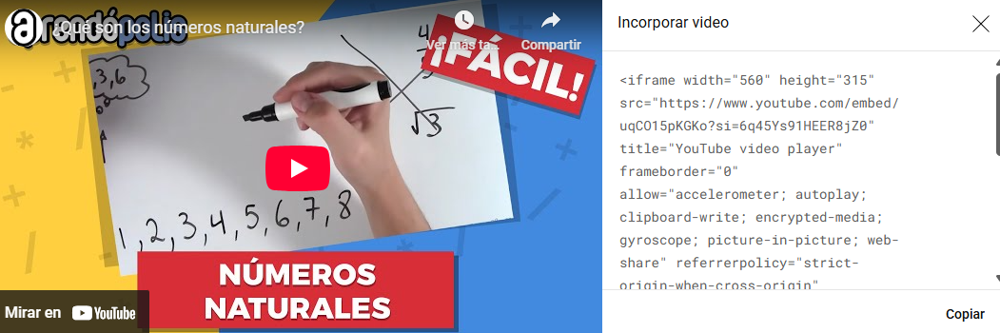 arandópolio
¿Qué son los números naturales?
Ver más ta...
Compartir
¡FÁCIL!
,3,6
4
√3
1,2,3,4,5,6,7,8
NÚMEROS
NATURALES
Mirar en YouTube
Incorporar video
<iframe width="560" height="315"
src="https://www.youtube.com/embed/
uqCO15pKGKo?si=6q45Ys91HEER8jZ0"
title="YouTube video player"
frameborder="0"
allow="accelerometer; autoplay;
clipboard-write; encrypted-media;
gyroscope; picture-in-picture; web-
share" referrerpolicy="strict-
origin-when-cross-origin"
Copiar